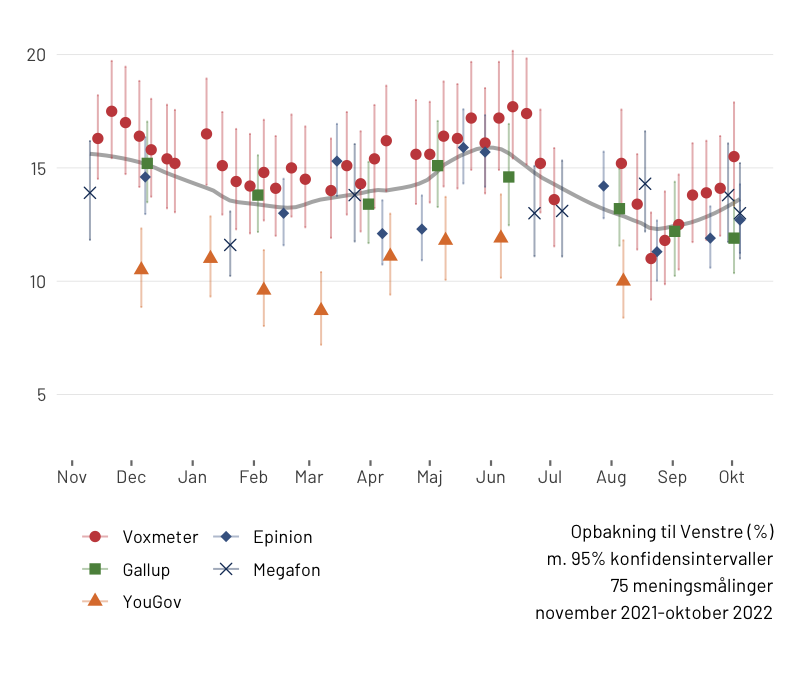 20
15
10
5
Nov Dec Jan Feb Mar Apr Maj Jun Jul Aug Sep Okt
Voxmeter Epinion
Gallup Megafon
YouGov
Opbakning til Venstre (%)
m. 95% konfidensintervaller
75 meningsmålinger
november 2021-oktober 2022